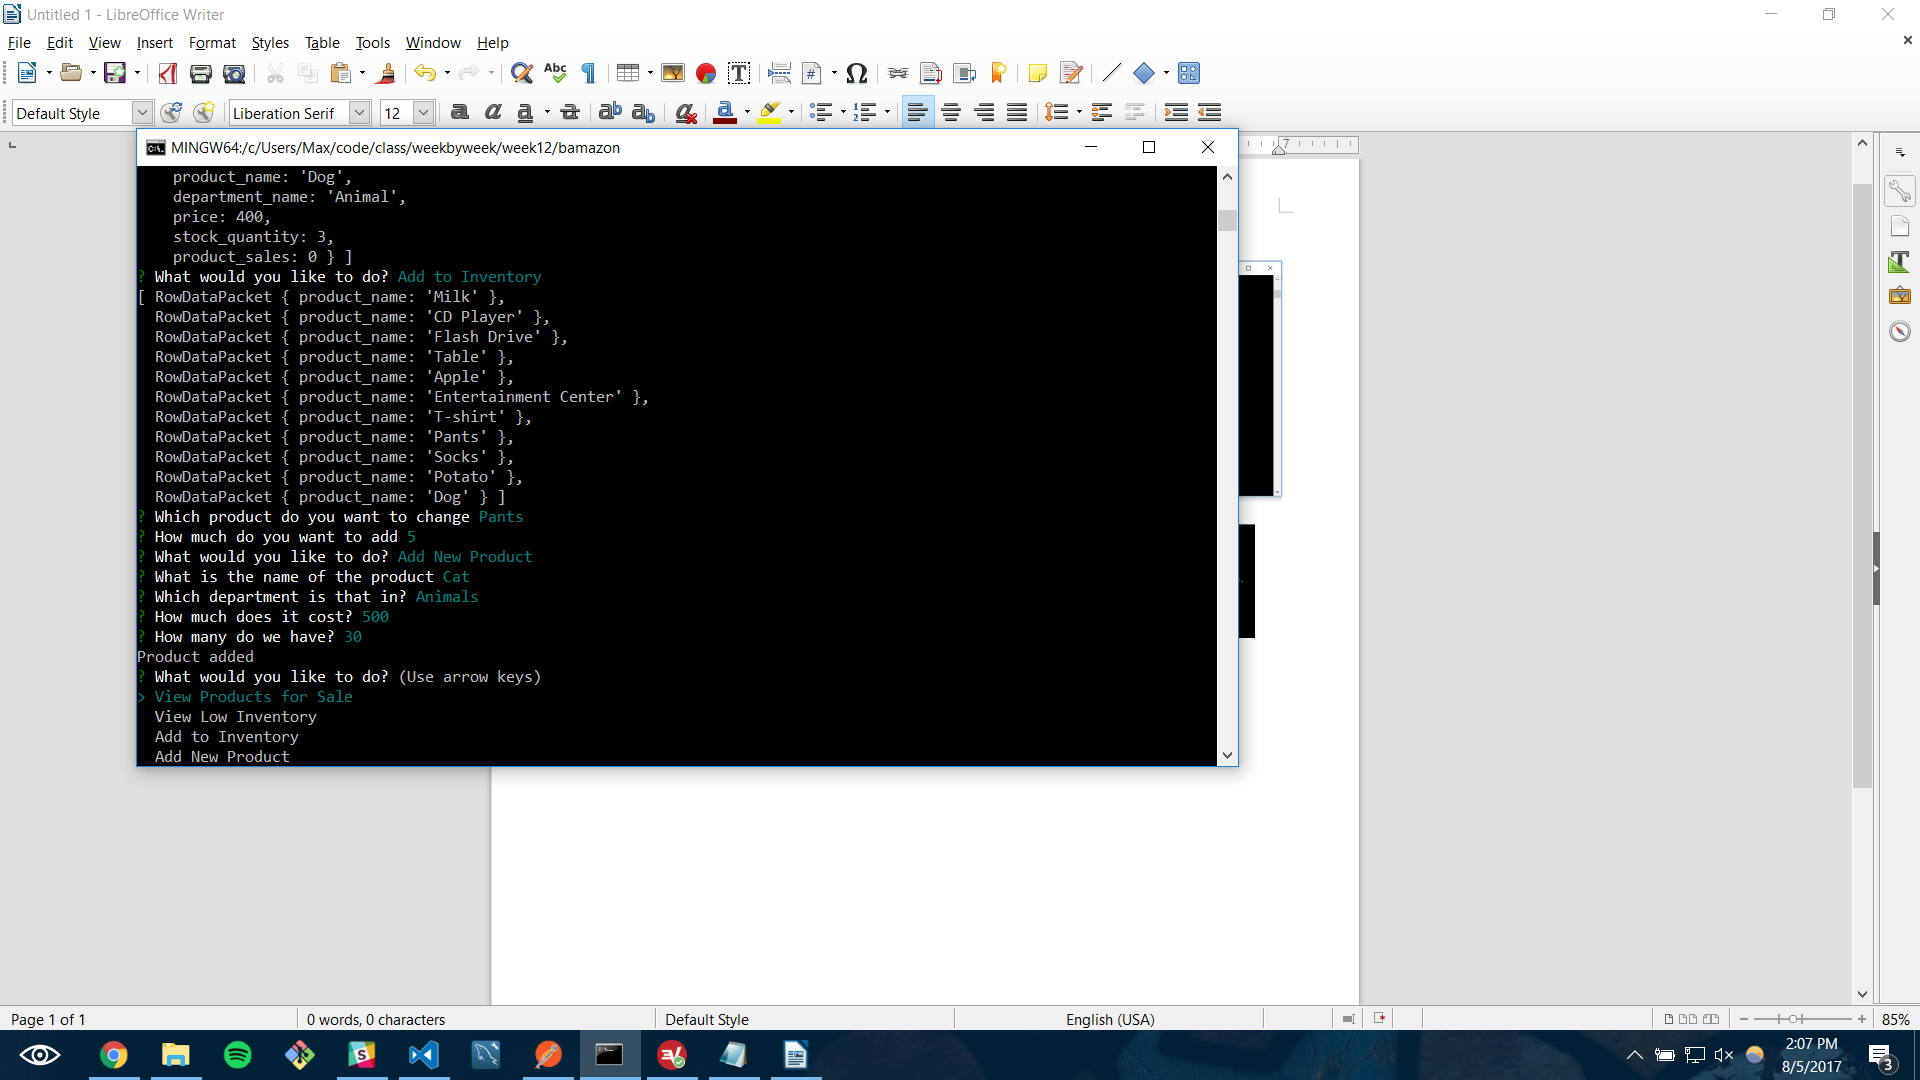 Untitled 1 - LibreOffice Writer
File Edit View Insert Format Styles Table Tools Window Help
Default Style Liberation Serif 12
MINGW64:/c/Users/Max/code/class/weekbyweek/week12/bamazon
7
product_name: 'Dog',
department_name: 'Animal',
price: 400,
stock_quantity: 3,
product_sales: 0 } ]
? What would you like to do? Add to Inventory
[ RowDataPacket { product_name: 'Milk' },
RowDataPacket { product_name: 'CD Player' },
RowDataPacket { product_name: 'Flash Drive' },
RowDataPacket { product_name: 'Table' },
RowDataPacket { product_name: 'Apple' },
RowDataPacket { product_name: 'Entertainment Center' },
RowDataPacket { product_name: 'T-shirt' },
RowDataPacket { product_name: 'Pants' },
RowDataPacket { product_name: 'Socks' },
RowDataPacket { product_name: 'Potato' },
RowDataPacket { product_name: 'Dog' } ]
? Which product do you want to change Pants
? How much do you want to add 5
? What would you like to do? Add New Product
? What is the name of the product Cat
? Which department is that in? Animals
? How much does it cost? 500
? How many do we have? 30
Product added
? What would you like to do? (Use arrow keys)
> View Products for Sale
View Low Inventory
Add to Inventory
Add New Product
Page 1 of 1 0 words, 0 characters Default Style English (USA) 85%
2:07 PM
8/5/2017
3